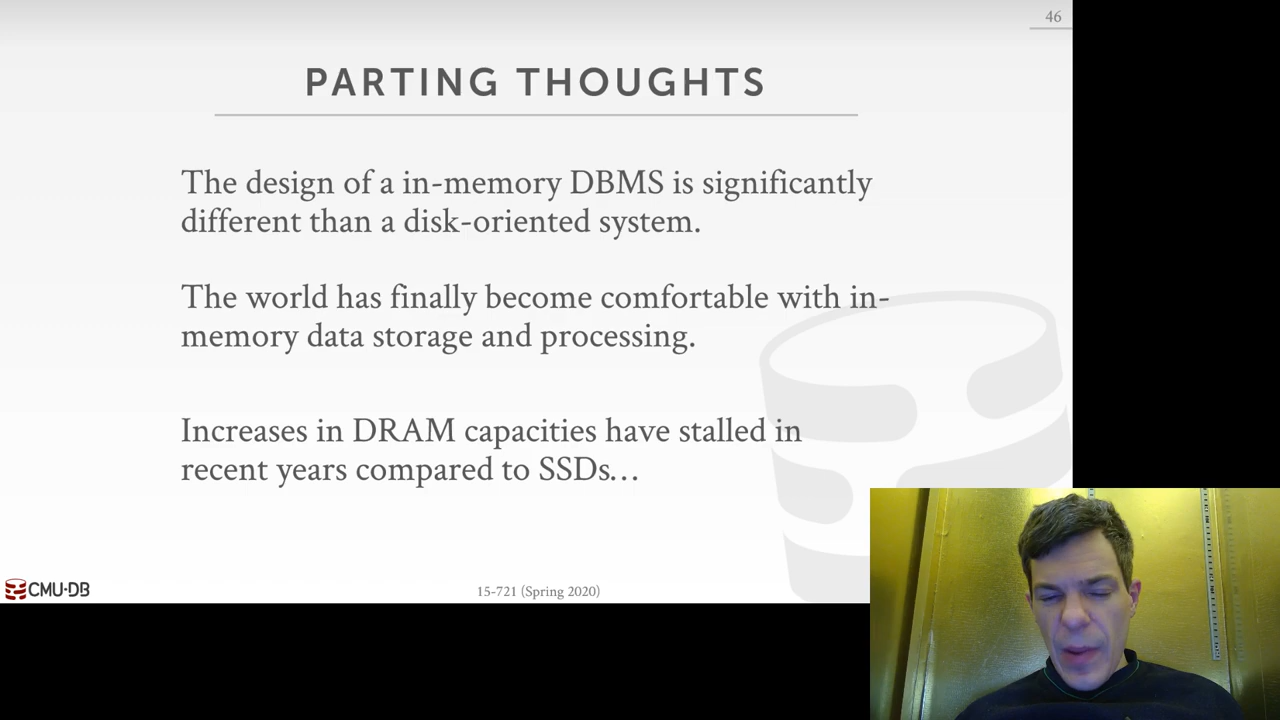 46
PARTING THOUGHTS
The design of a in-memory DBMS is significantly
different than a disk-oriented system.
The world has finally become comfortable with in-
memory data storage and processing.
Increases in DRAM capacities have stalled in
recent years compared to SSDs…
CMU·DB
15-721 (Spring 2020)